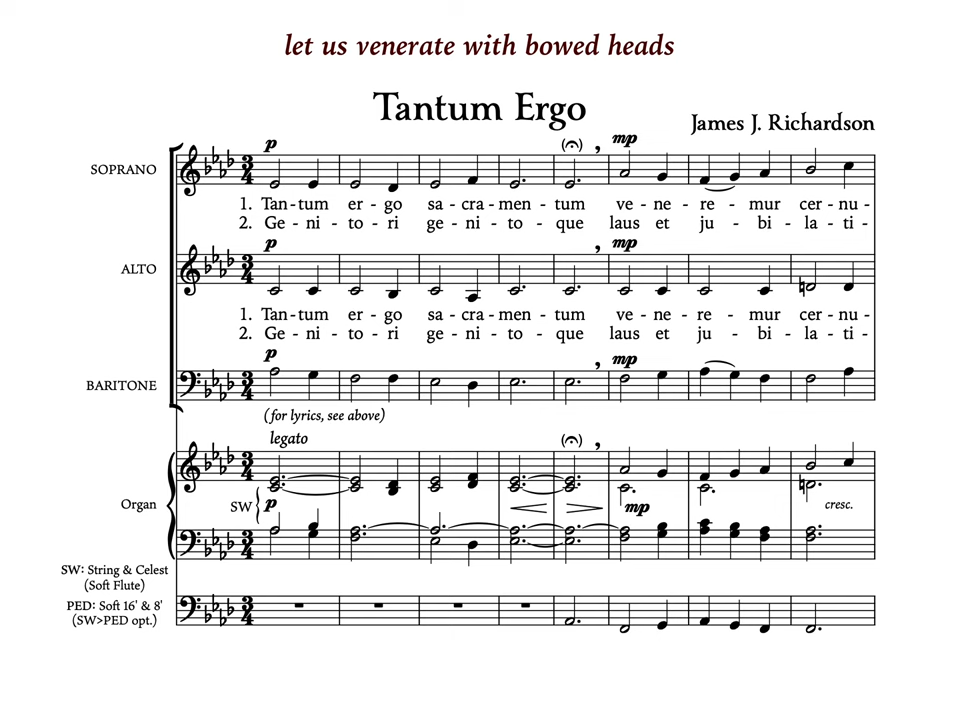 let us venerate with bowed heads
Tantum Ergo
James J. Richardson
p
mp
SOPRANO
1. Tan - tum er - go sa - cra - men - tum ve - ne - re - mur cer - nu -
2. Ge - ni - to - ri ge - ni - to - que laus et ju - bi - la - ti -
p
mp
ALTO
1. Tan - tum er - go sa - cra - men - tum ve - ne - re - mur cer - nu -
2. Ge - ni - to - ri ge - ni - to - que laus et ju - bi - la - ti -
p
mp
BARITONE
(for lyrics, see above)
legato
Organ
SW
p
mp
cresc.
SW: String & Celest
(Soft Flute)
PED: Soft 16' & 8'
(SW>PED opt.)